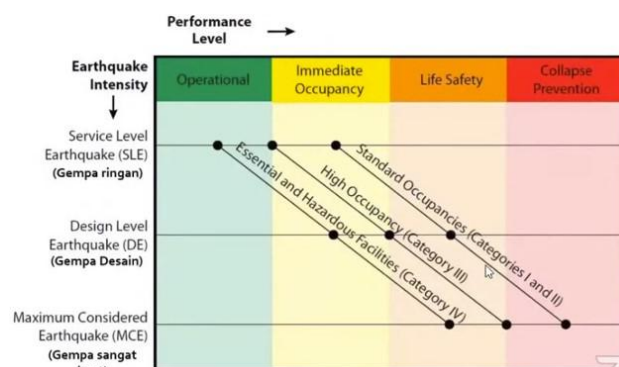 Performance
Level
Earthquake
Intensity
Operational
Immediate
Occupancy
Life Safety
Collapse
Prevention
Service Level
Earthquake (SLE)
(Gempa ringan)
Design Level
Earthquake (DE)
(Gempa Desain)
Maximum Considered
Earthquake (MCE)
(Gempa sangat
Essential and Hazardous Facilities (Category IV)
High Occupancy (Category III)
Standard Occupancies (Categories I and II)